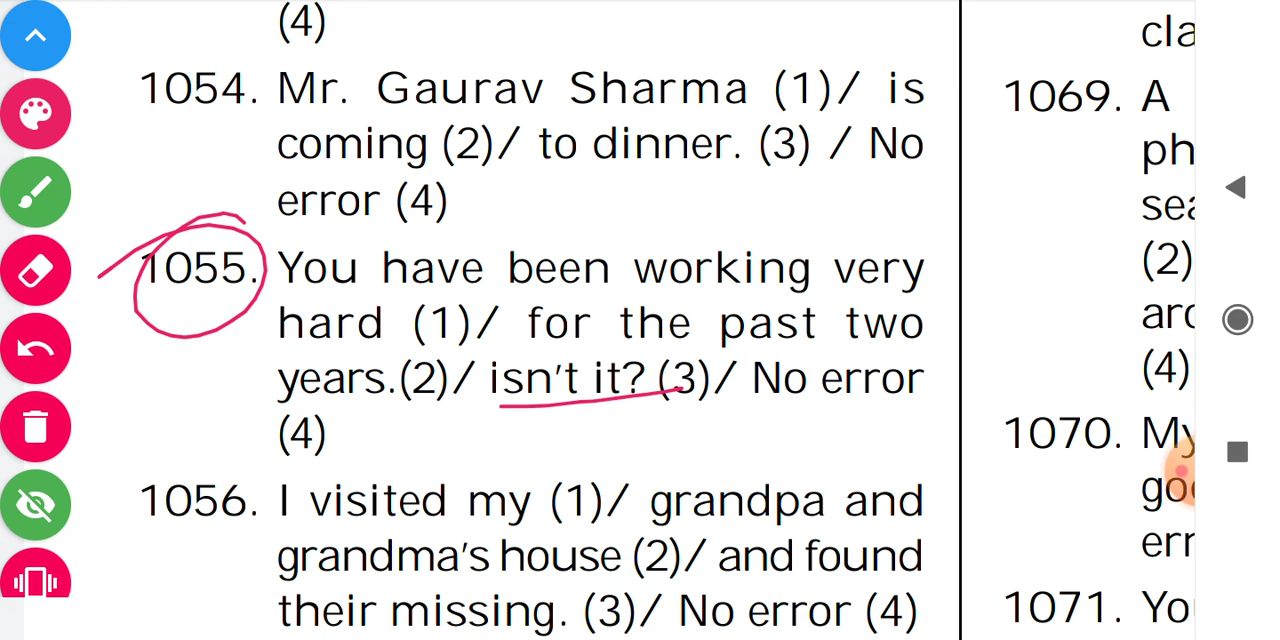 (4)
1054. Mr. Gaurav Sharma (1)/ is
coming (2)/ to dinner. (3) / No
error (4)
1055. You have been working very
hard (1)/ for the past two
years.(2)/ isn't it? (3)/ No error
(4)
1056. I visited my (1)/ grandpa and
grandma's house (2)/ and found
their missing. (3)/ No error (4)
cla
1069. A
ph
sea
(2)
arc
(4)
1070. My
goo
err
1071. You